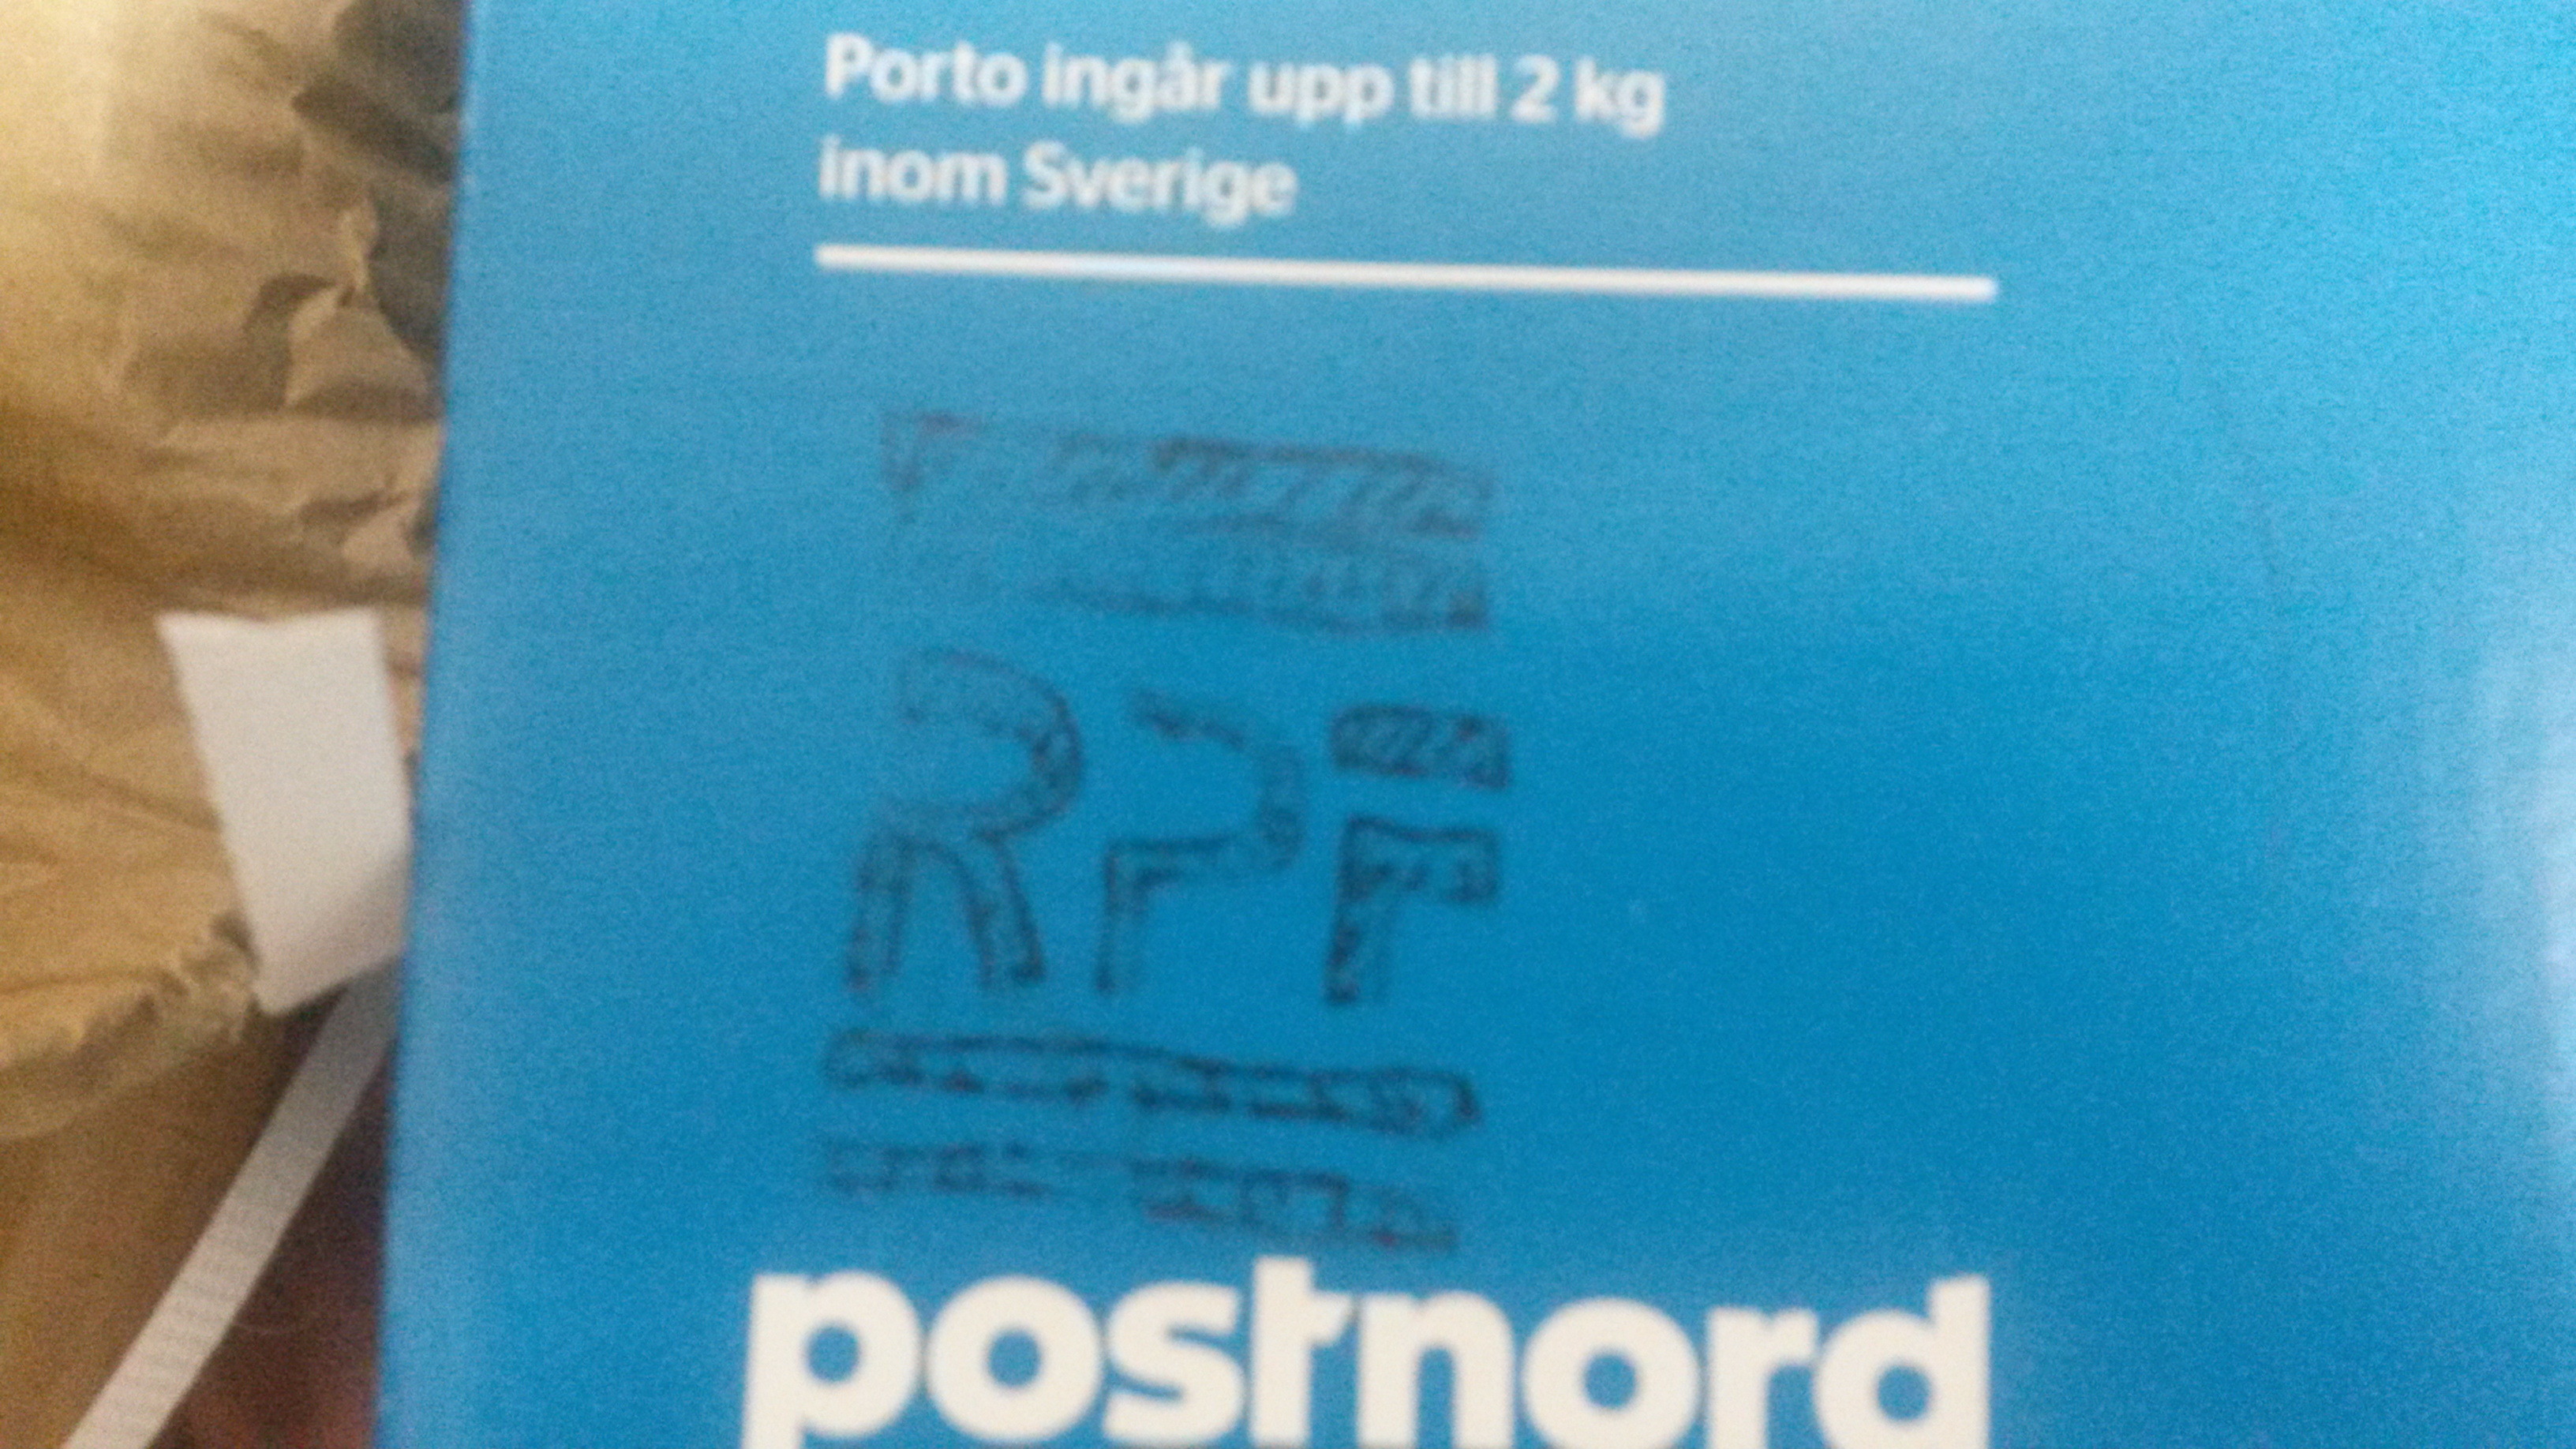 Porto ingår upp till 2 kg
inom Sverige
RPF
postnord